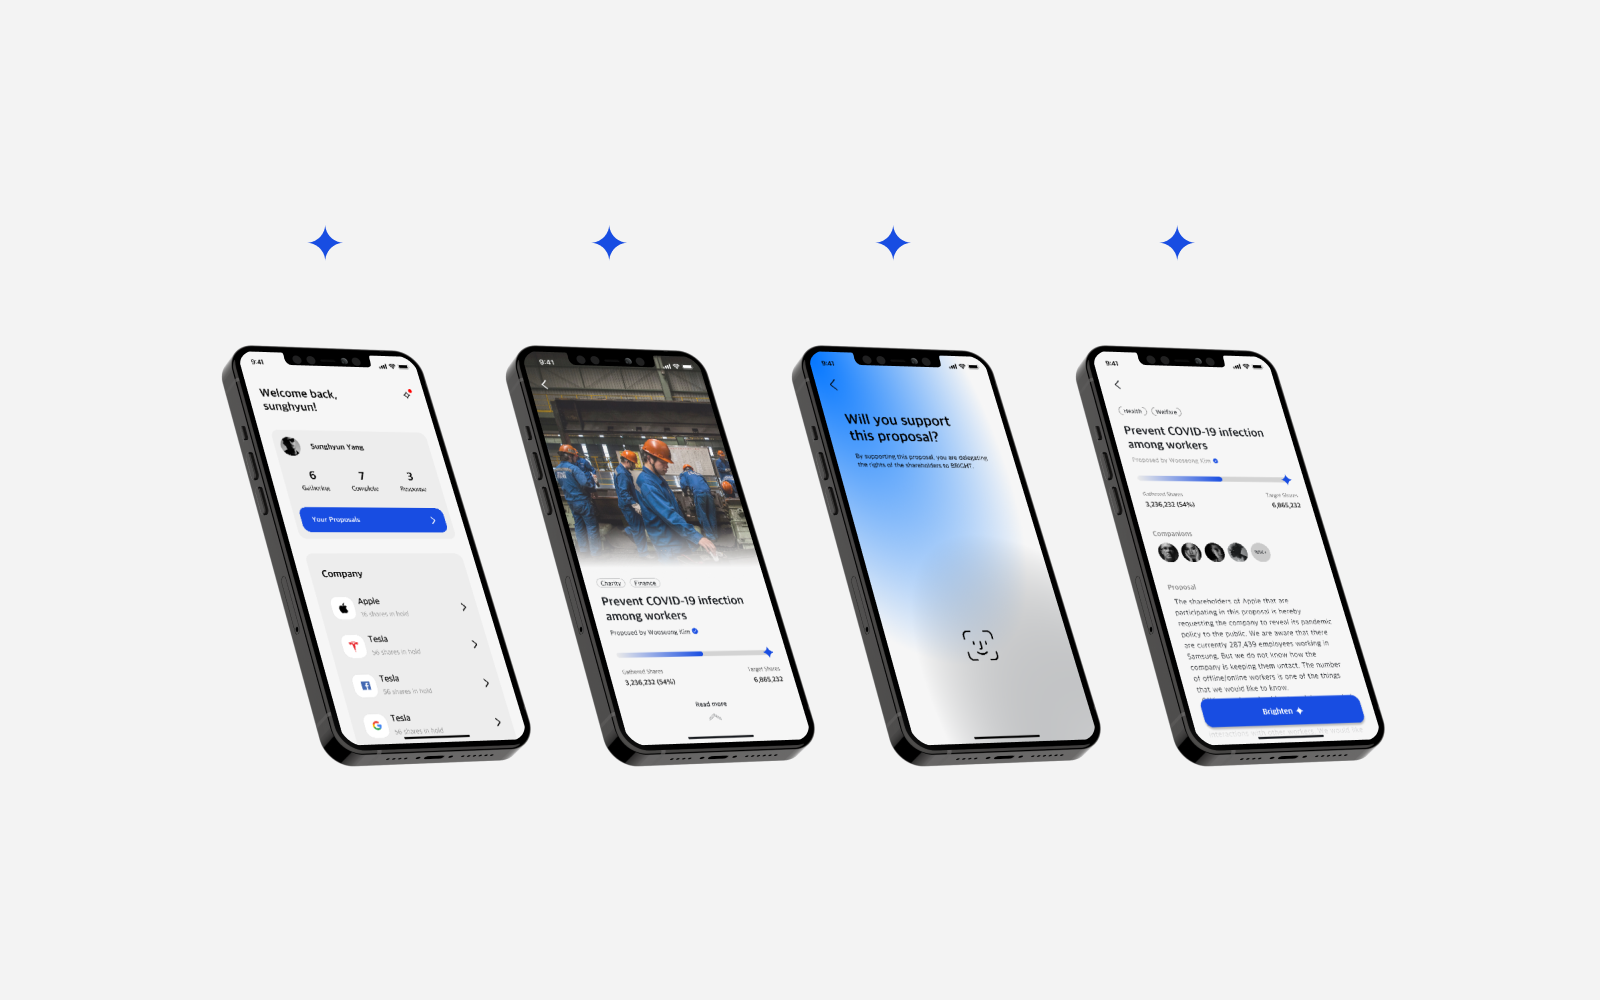 9:41
Welcome back,
sunghyun!
Sunghyun Yang
6 7 3
Gathering Complete Response
Your Proposals
Company
Apple
16 shares in hold
Tesla
56 shares in hold
Tesla
56 shares in hold
Tesla
56 shares in hold
9:41
Charity Finance
Prevent COVID-19 infection
among workers
Proposed by Wooseong Kim
Gathered Shares Target Shares
3,236,232 (54%) 6,865,232
Read more
9:41
Will you support
this proposal?
By supporting this proposal, you are delegating
the rights of the shareholders to BRIGHT.
9:41
Health Welfare
Prevent COVID-19 infection
among workers
Proposed by Wooseong Kim
Gathered Shares Target Shares
3,236,232 (54%) 6,865,232
Companions
Proposal
The shareholders of Apple that are
participating in this proposal is hereby
requesting the company to reveal its pandemic
policy to the public. We are aware that there
are currently 287,439 employees working in
Samsung. But we do not know how the
company is keeping them untact. The number
of offline/online workers is one of the things
that we would like to know.
Brighten
interactions with other workers. We would like